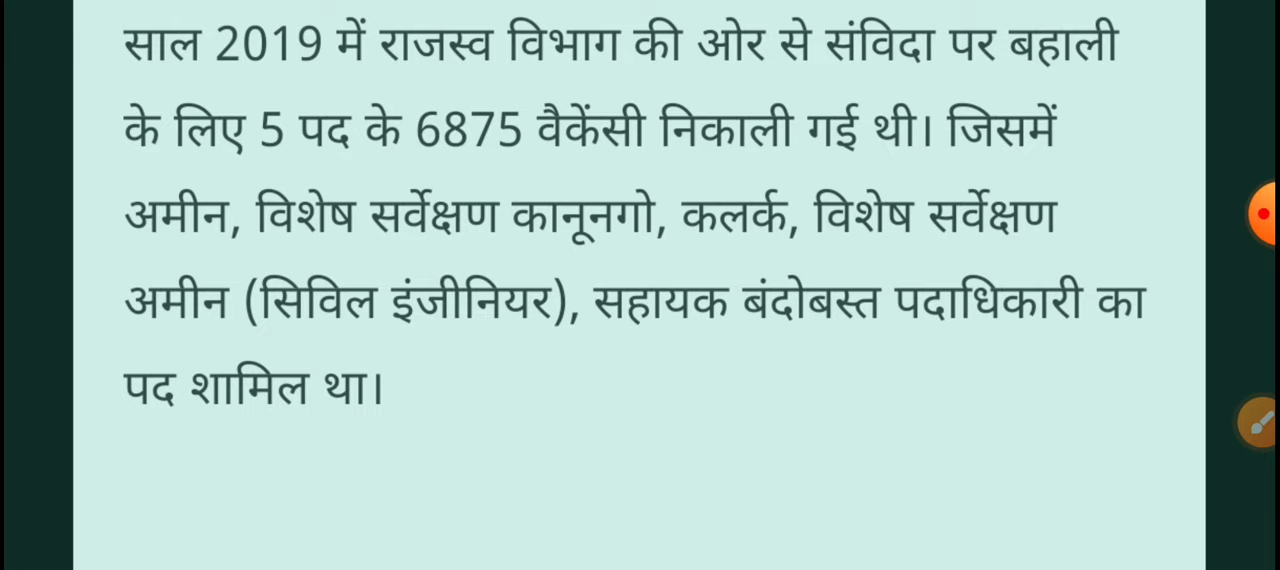 साल 2019 में राजस्व विभाग की ओर से संविदा पर बहाली
के लिए 5 पद के 6875 वैकेंसी निकाली गई थी। जिसमें
अमीन, विशेष सर्वेक्षण कानूनगो, कलर्क, विशेष सर्वेक्षण
अमीन (सिविल इंजीनियर), सहायक बंदोबस्त पदाधिकारी का
पद शामिल था।